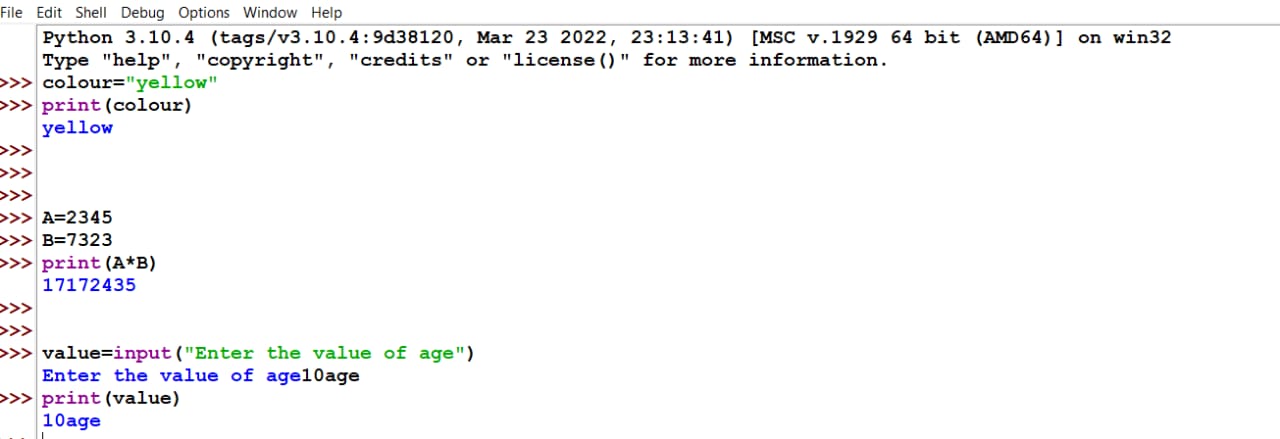 File Edit Shell Debug Options Window Help
Python 3.10.4 (tags/v3.10.4:9d38120, Mar 23 2022, 23:13:41) [MSC v.1929 64 bit (AMD64)] on win32
Type "help", "copyright", "credits" or "license()" for more information.
>>> colour="yellow"
>>> print(colour)
yellow
>>>
>>>
>>>
>>> A=2345
>>> B=7323
>>> print(A*B)
17172435
>>>
>>>
>>> value=input("Enter the value of age")
Enter the value of age10age
>>> print(value)
10age